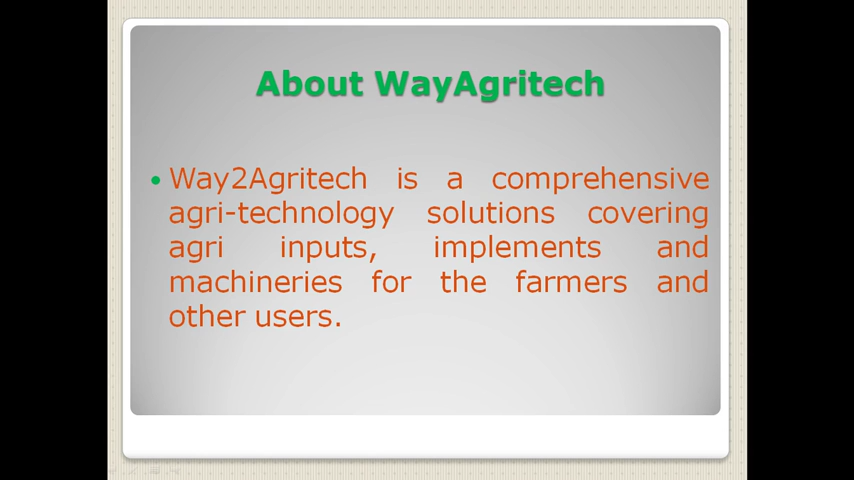 About WayAgritech
• Way2Agritech is a comprehensive
agri-technology solutions covering
agri inputs, implements and
machineries for the farmers and
other users.